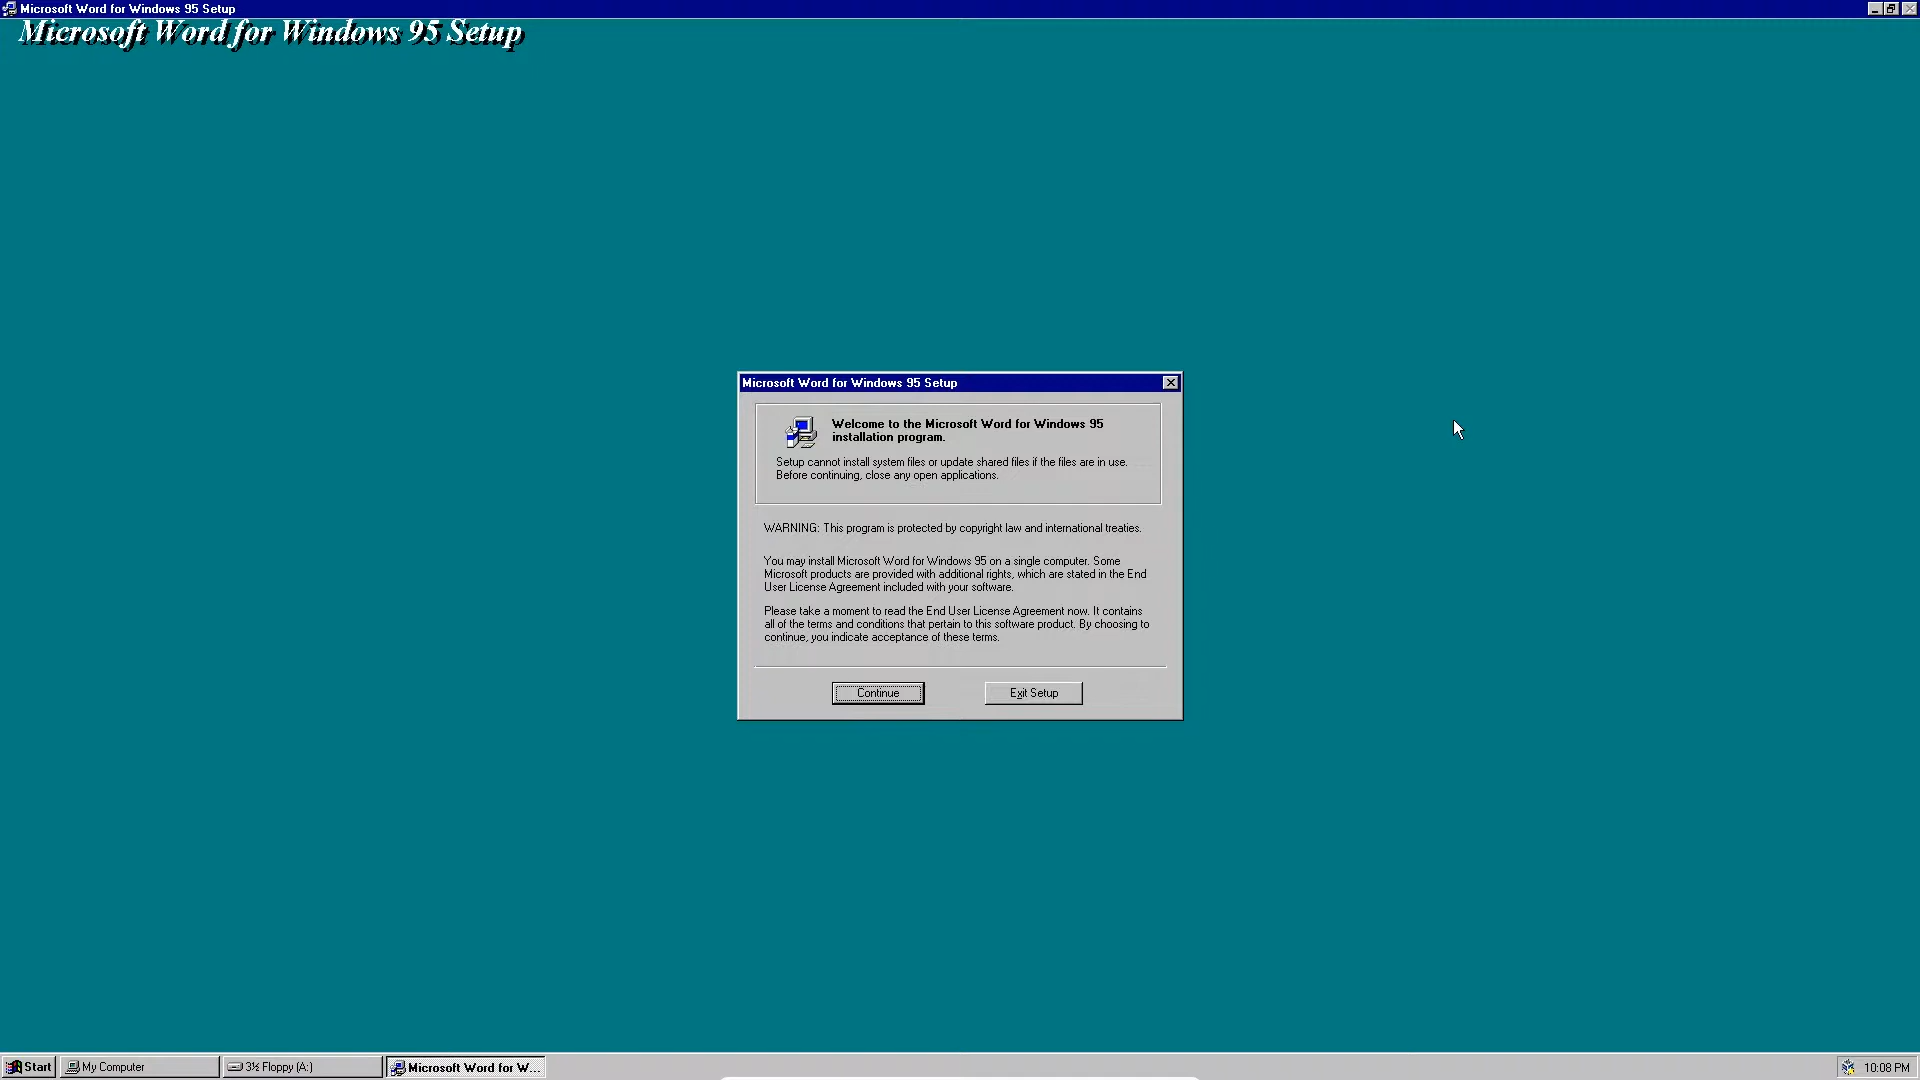 Microsoft Word for Windows 95 Setup
Microsoft Word for Windows 95 Setup
Microsoft Word for Windows 95 Setup
Welcome to the Microsoft Word for Windows 95
installation program.
Setup cannot install system files or update shared files if the files are in use.
Before continuing, close any open applications.
WARNING: This program is protected by copyright law and international treaties.
You may install Microsoft Word for Windows 95 on a single computer. Some
Microsoft products are provided with additional rights, which are stated in the End
User License Agreement included with your software.
Please take a moment to read the End User License Agreement now. It contains
all of the terms and conditions that pertain to this software product. By choosing to
continue, you indicate acceptance of these terms.
Continue
Exit Setup
Start
My Computer
3½ Floppy (A:)
Microsoft Word for W...
10:08 PM